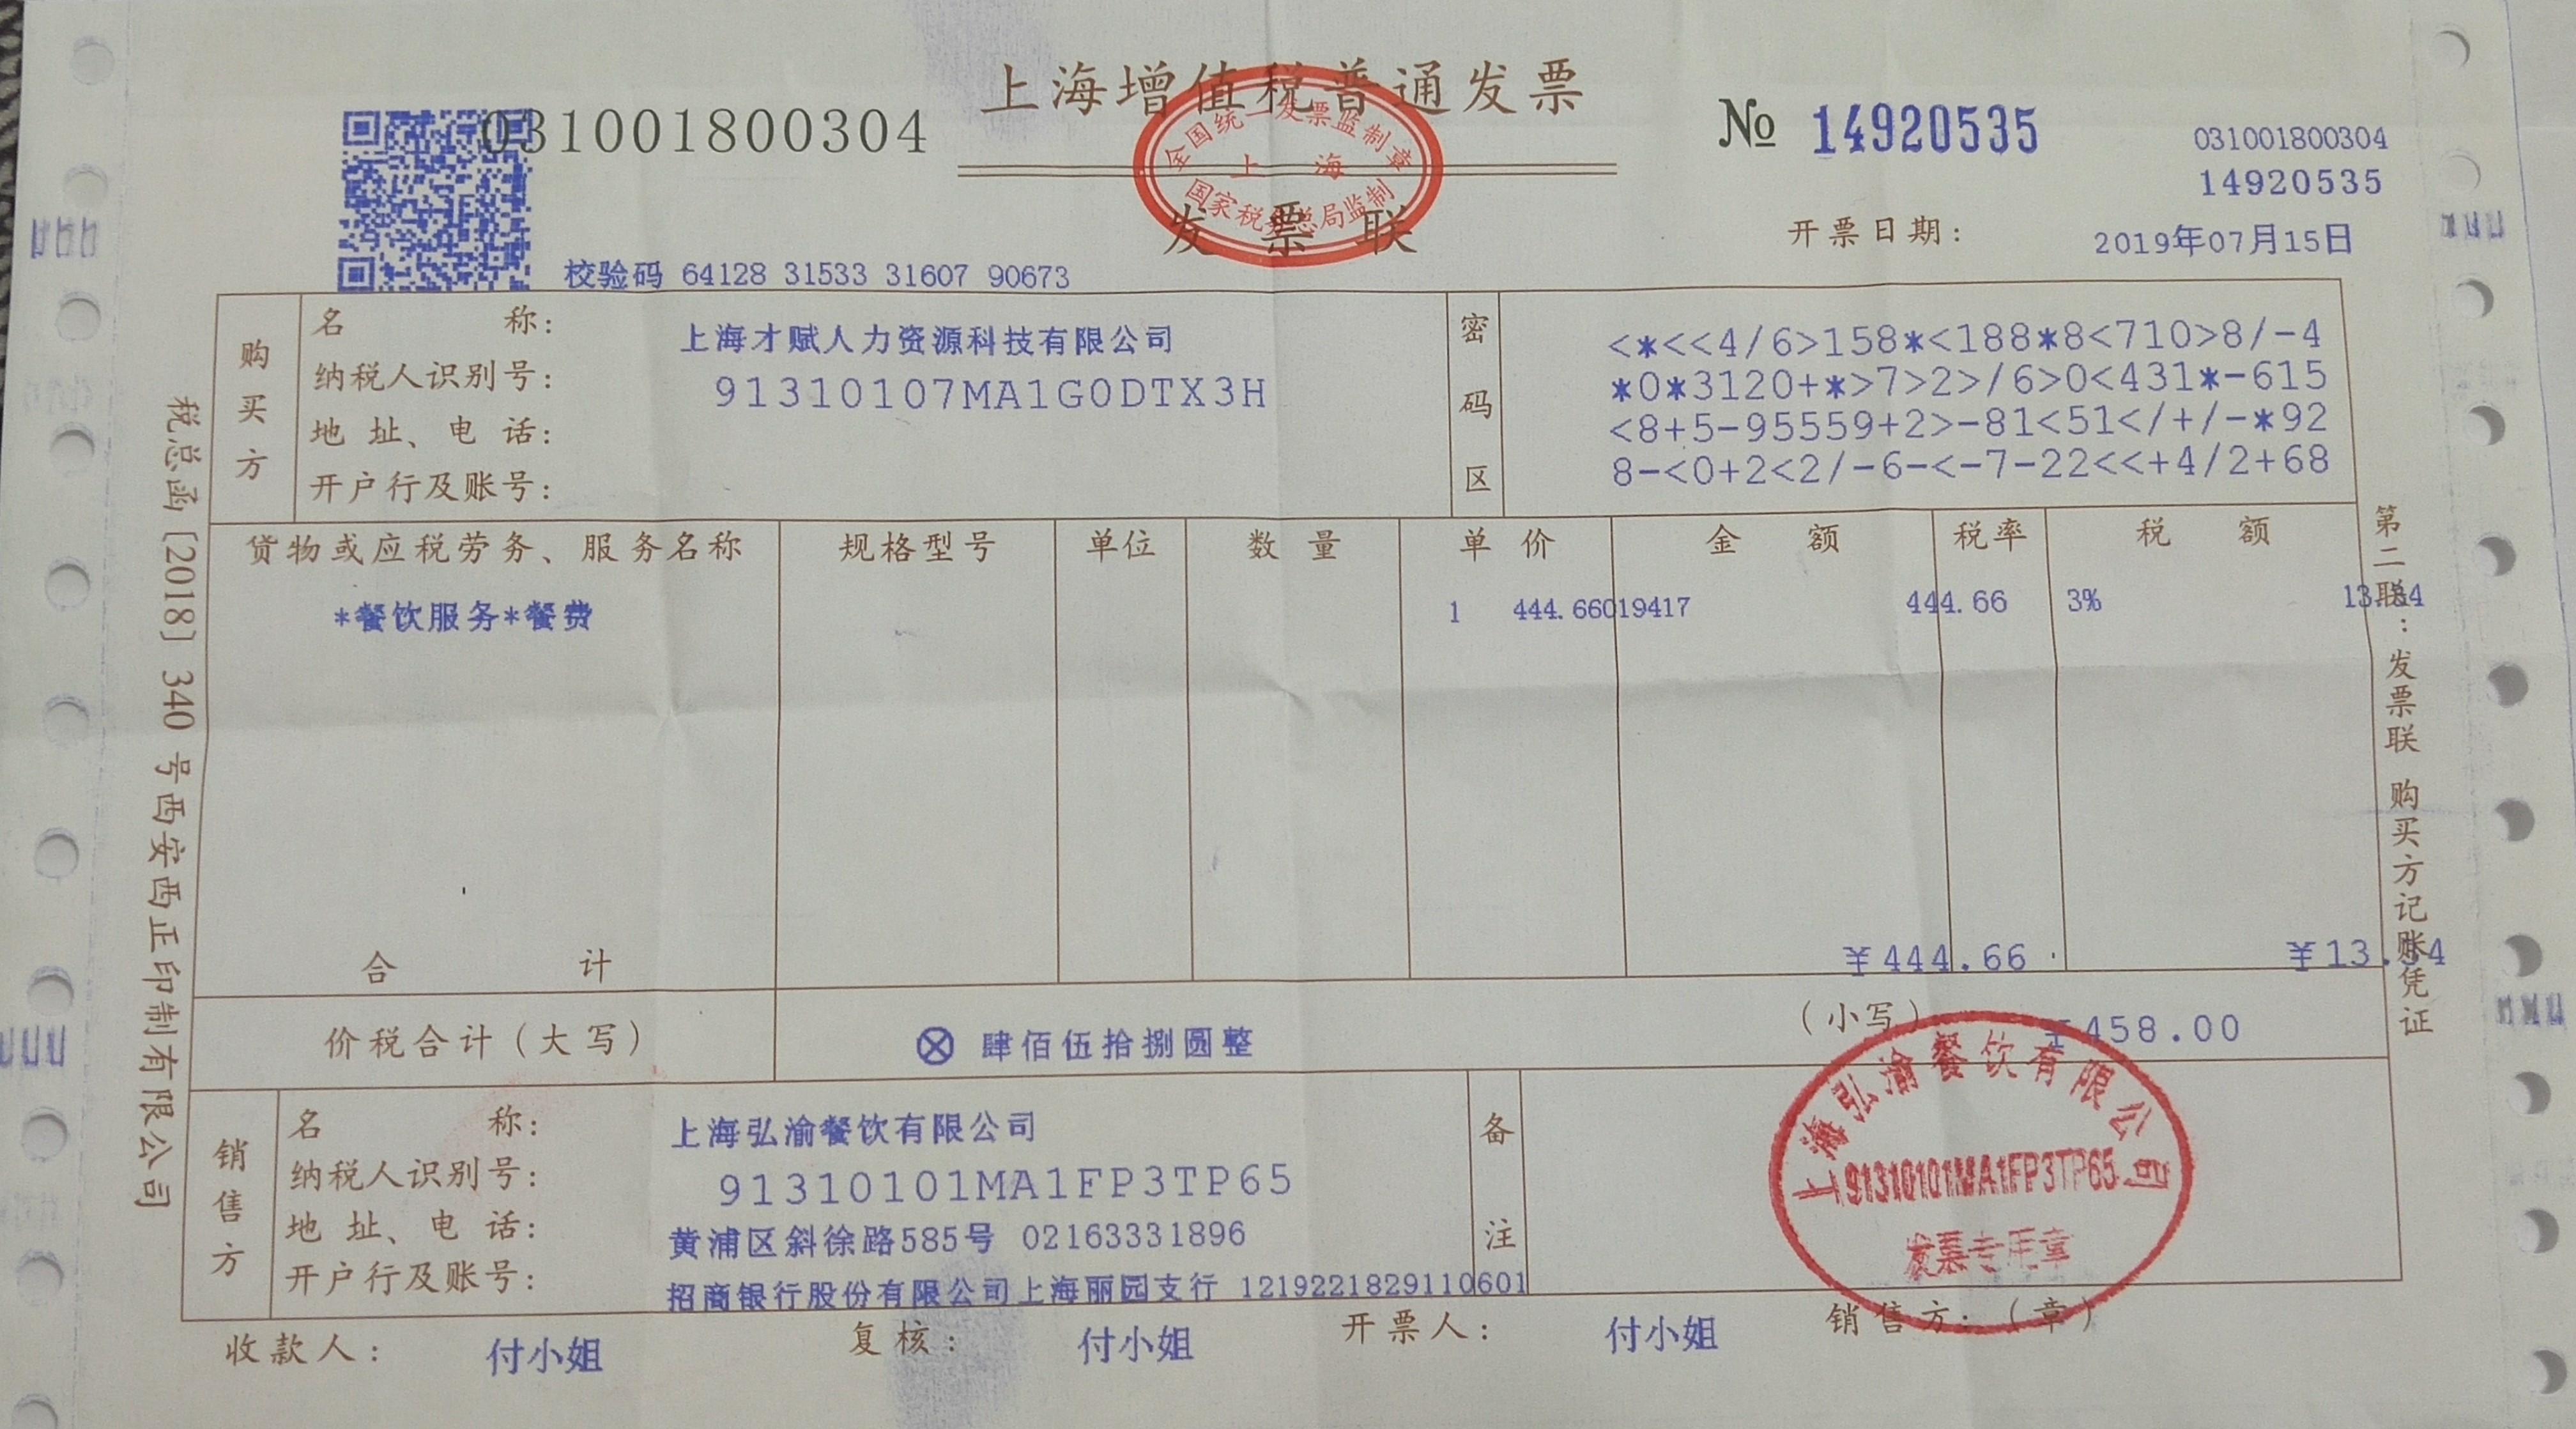 上海增值税普通发票
031001800304
No 14920535
031001800304
14920535
全国统一发票监制章
上海
国家税务总局监制
发票联
开票日期: 2019年07月15日
校验码 64128 31533 31607 90673
购买方
名称: 上海才赋人力资源科技有限公司
纳税人识别号: 91310107MA1G0DTX3H
地址、电话:
开户行及账号:
密码区
<*<<4/6>158*<188*8<710>8/-4
*0*3120+*>7>2>/6>0<431*-615
<8+5-95559+2>-81<51</+/-*92
8-<0+2<2/-6-<-7-22<<+4/2+68
货物或应税劳务、服务名称 规格型号 单位 数量 单价 金额 税率 税额
*餐饮服务*餐费 1 444.66019417 444.66 3% 13.34
合计 ¥444.66 ¥13.34
价税合计(大写) ⊗ 肆佰伍拾捌圆整 (小写) ¥458.00
销售方
名称: 上海弘渝餐饮有限公司
纳税人识别号: 91310101MA1FP3TP65
地址、电话: 黄浦区斜徐路585号 02163331896
开户行及账号: 招商银行股份有限公司上海丽园支行 1219221829110601
备注
上海弘渝餐饮有限公司
91310101MA1FP3TP65
发票专用章
收款人: 付小姐 复核: 付小姐 开票人: 付小姐 销售方:(章)
税总函[2018]340号西安西正印制有限公司
第二联:发票联 购买方记账凭证